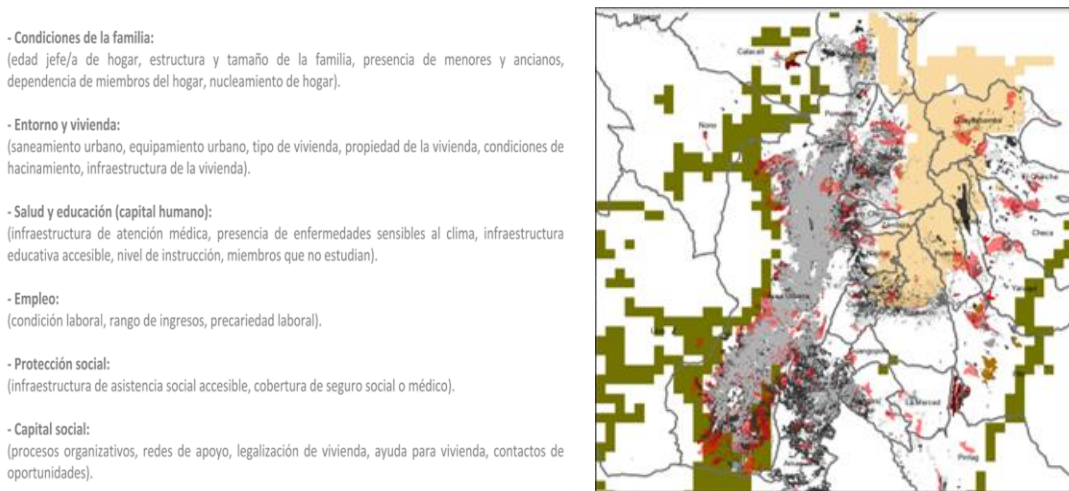 - Condiciones de la familia:
(edad jefe/a de hogar, estructura y tamaño de la familia, presencia de menores y ancianos,
dependencia de miembros del hogar, nucleamiento de hogar).
- Entorno y vivienda:
(saneamiento urbano, equipamiento urbano, tipo de vivienda, propiedad de la vivienda, condiciones de
hacinamiento, infraestructura de la vivienda).
- Salud y educación (capital humano):
(infraestructura de atención médica, presencia de enfermedades sensibles al clima, infraestructura
educativa accesible, nivel de instrucción, miembros que no estudian).
- Empleo:
(condición laboral, rango de ingresos, precariedad laboral).
- Protección social:
(infraestructura de asistencia social accesible, cobertura de seguro social o médico).
- Capital social:
(procesos organizativos, redes de apoyo, legalización de vivienda, ayuda para vivienda, contactos de
oportunidades).
Calacalí
Nono
Guayllabamba
El Quinche
Checa
La Merced
Pintag